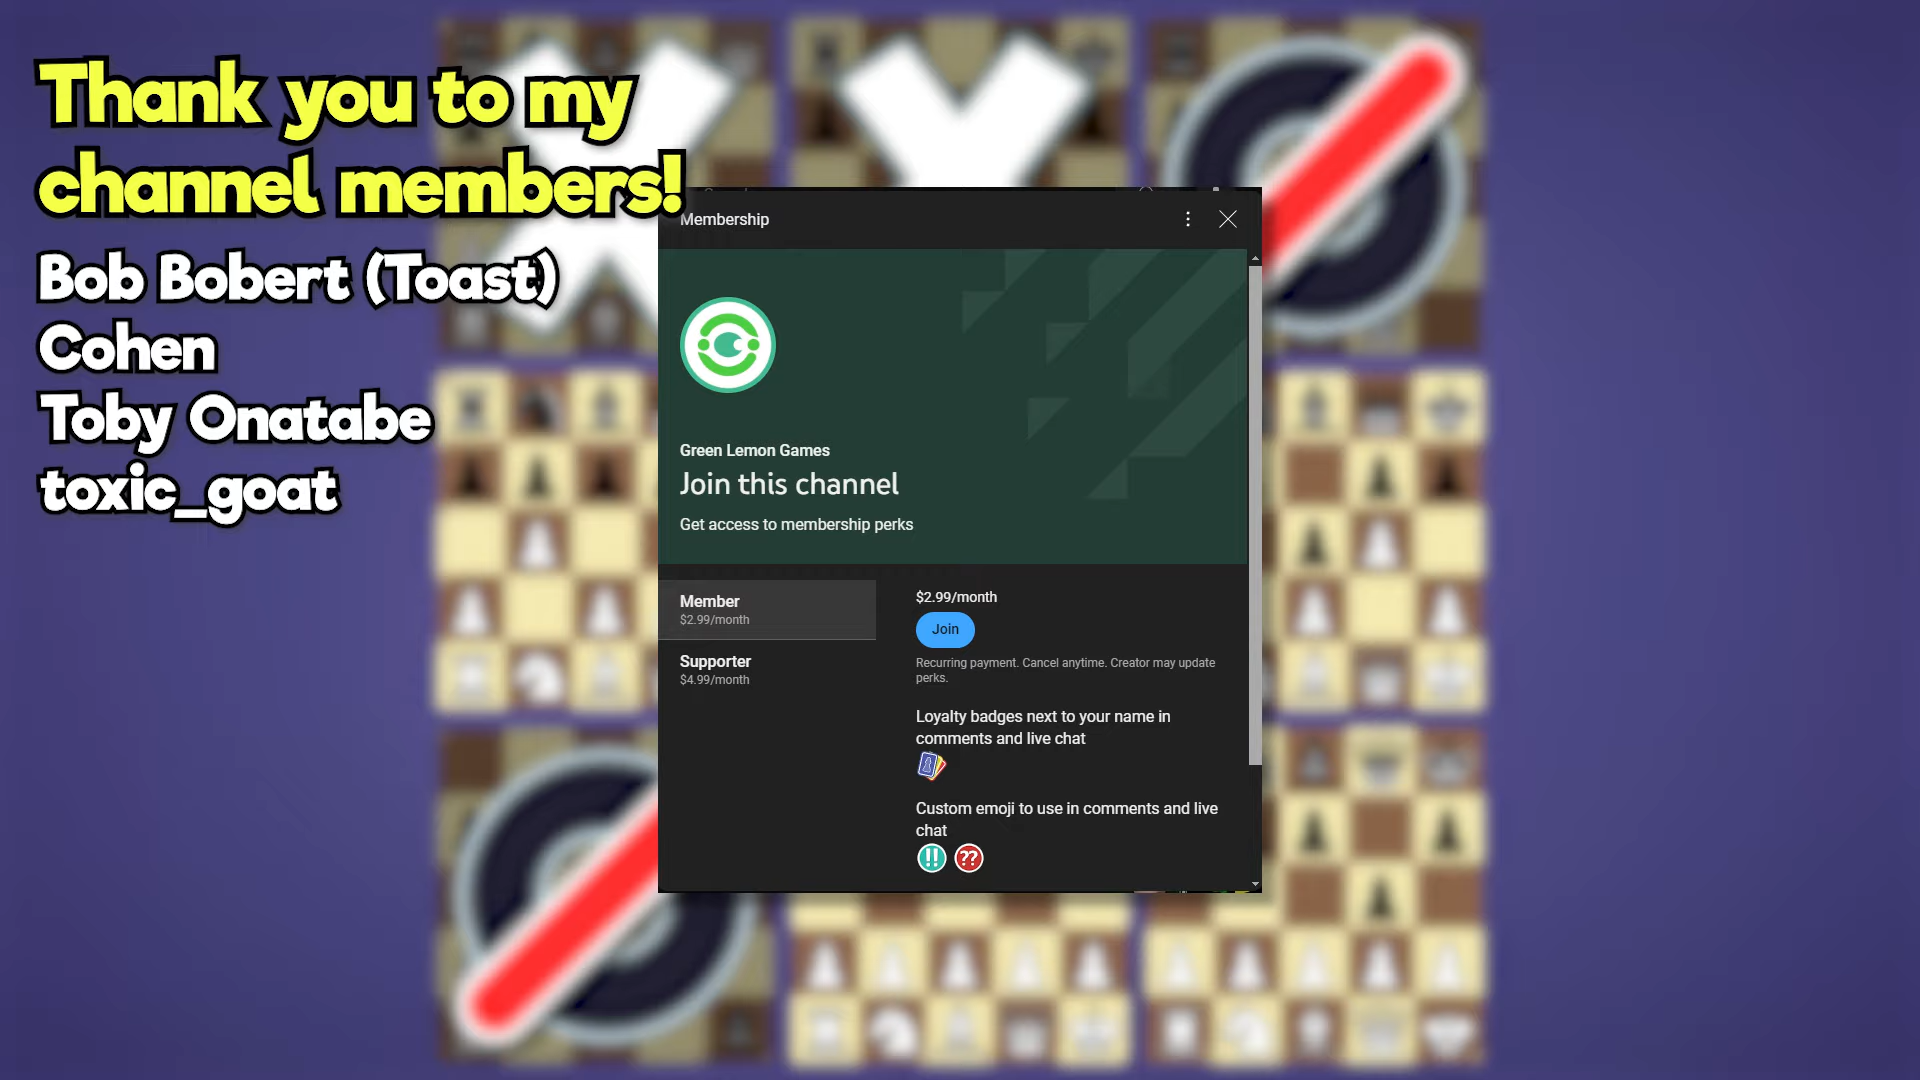 Thank you to my
channel members!
Bob Bobert (Toast)
Cohen
Toby Onatabe
toxic_goat
Membership
Green Lemon Games
Join this channel
Get access to membership perks
Member
$2.99/month
Supporter
$4.99/month
$2.99/month
Join
Recurring payment. Cancel anytime. Creator may update
perks.
Loyalty badges next to your name in
comments and live chat
Custom emoji to use in comments and live
chat
!! ??